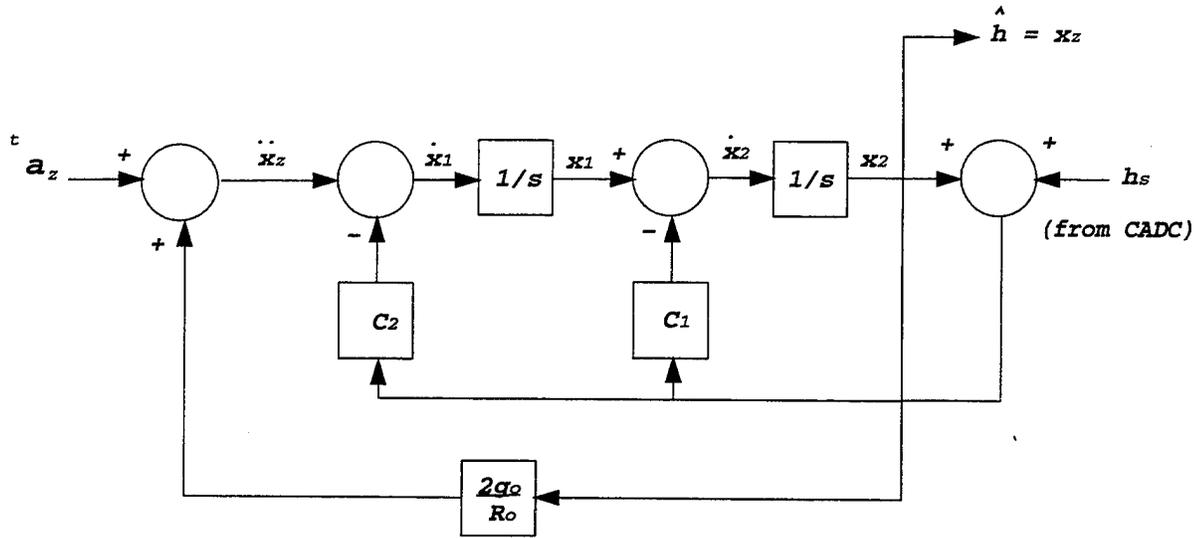 ĥ = xz
t
az
+
ẍz
ẋ1
1/s
x1
+
ẋ2
1/s
x2
+
+
hs
(from CADC)
+
−
−
C2
C1
2go
Ro